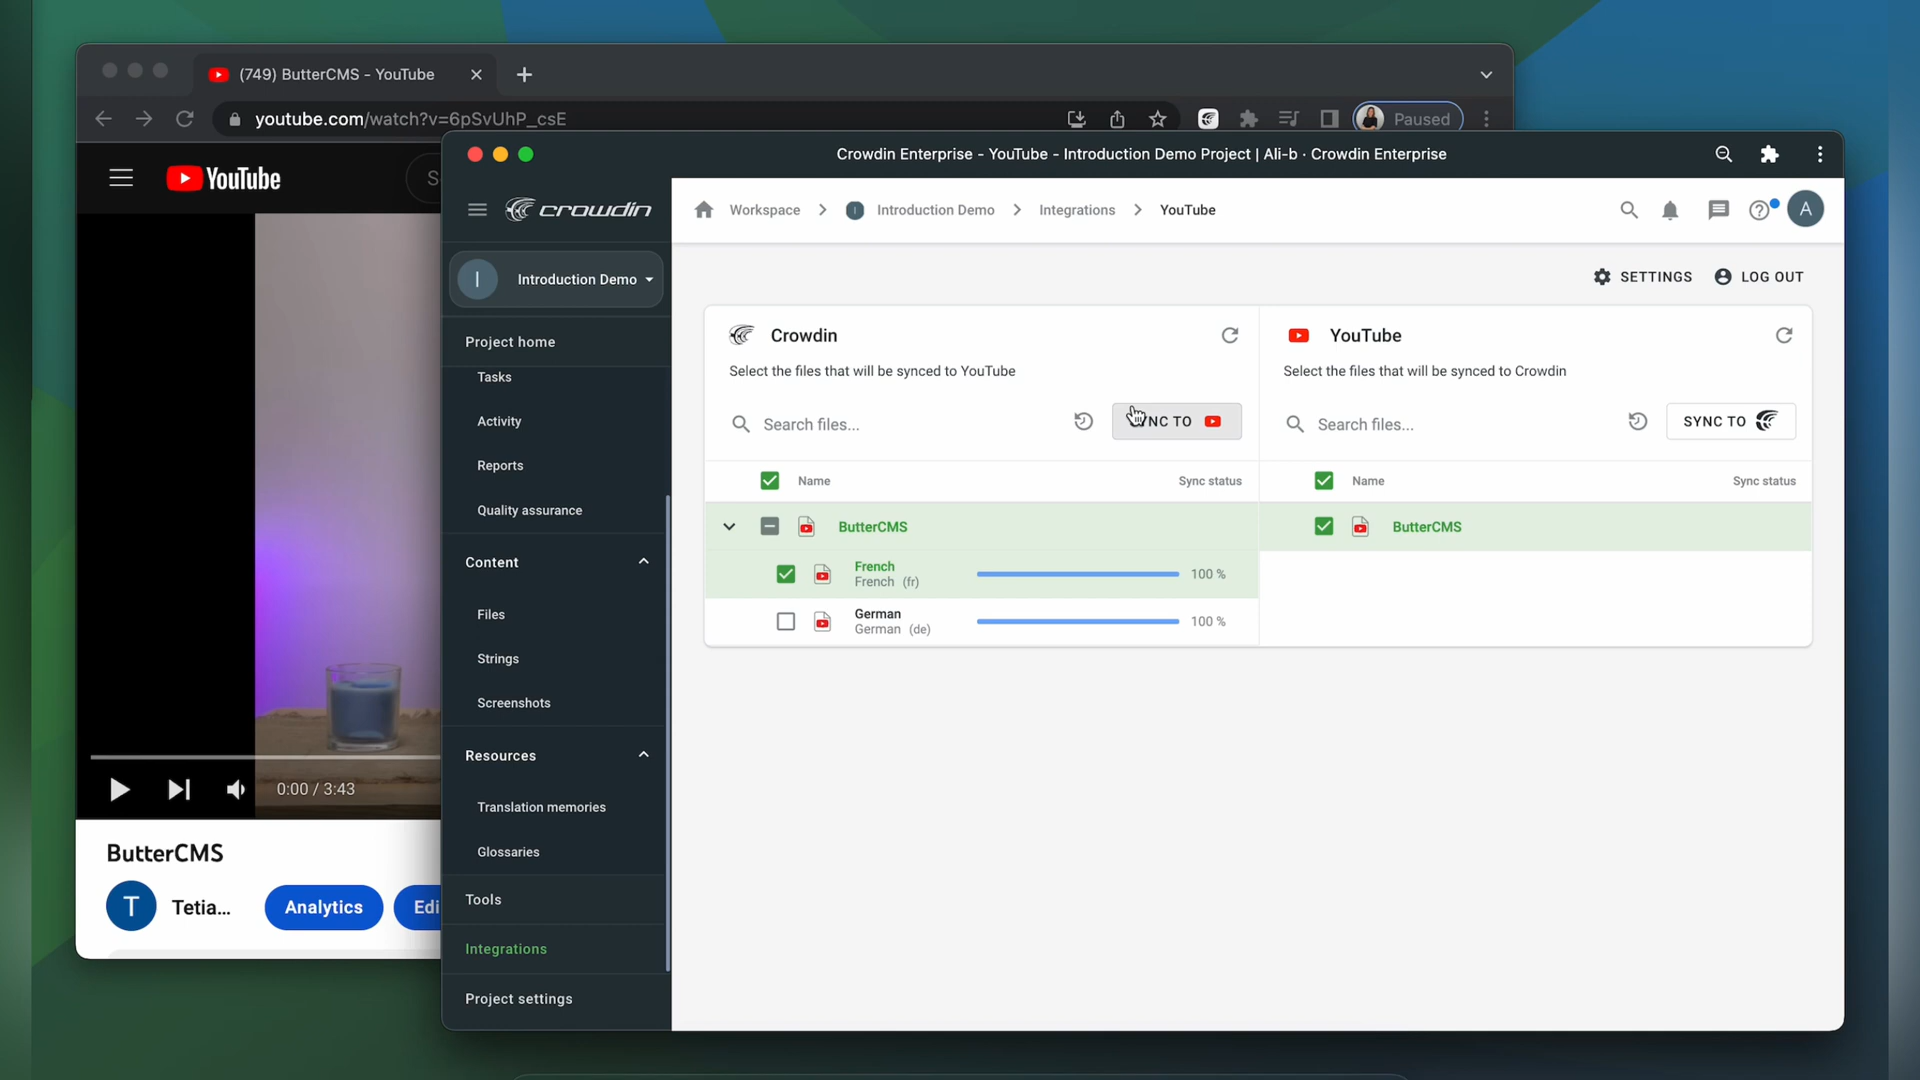 (749) ButterCMS - YouTube
youtube.com/watch?v=6pSvUhP_csE
Paused
YouTube
S
0:00 / 3:43
ButterCMS
T
Tetia...
Analytics
Edi
Crowdin Enterprise - YouTube - Introduction Demo Project | Ali-b · Crowdin Enterprise
crowdin
I
Introduction Demo
Project home
Tasks
Activity
Reports
Quality assurance
Content
Files
Strings
Screenshots
Resources
Translation memories
Glossaries
Tools
Integrations
Project settings
Workspace
I
Introduction Demo
Integrations
YouTube
A
SETTINGS
LOG OUT
Crowdin
Select the files that will be synced to YouTube
Search files...
NC TO
Name
Sync status
ButterCMS
French
French (fr)
100 %
German
German (de)
100 %
YouTube
Select the files that will be synced to Crowdin
Search files...
SYNC TO
Name
Sync status
ButterCMS